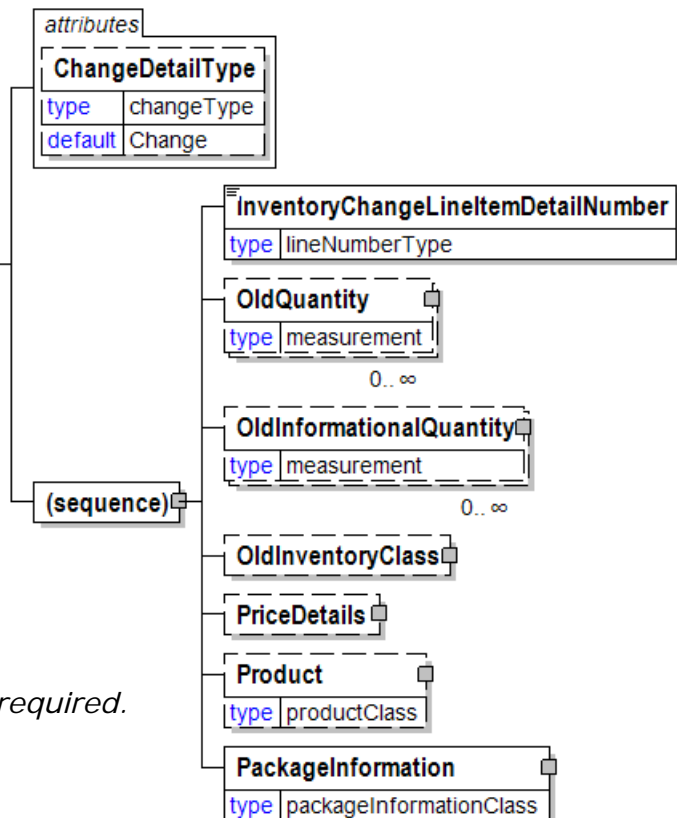 attributes
ChangeDetailType
type changeType
default Change
InventoryChangeLineItemDetailNumber
type lineNumberType
OldQuantity
type measurement
0.. ∞
OldInformationalQuantity
type measurement
0.. ∞
(sequence)
OldInventoryClass
PriceDetails
Product
required.
type productClass
PackageInformation
type packageInformationClass